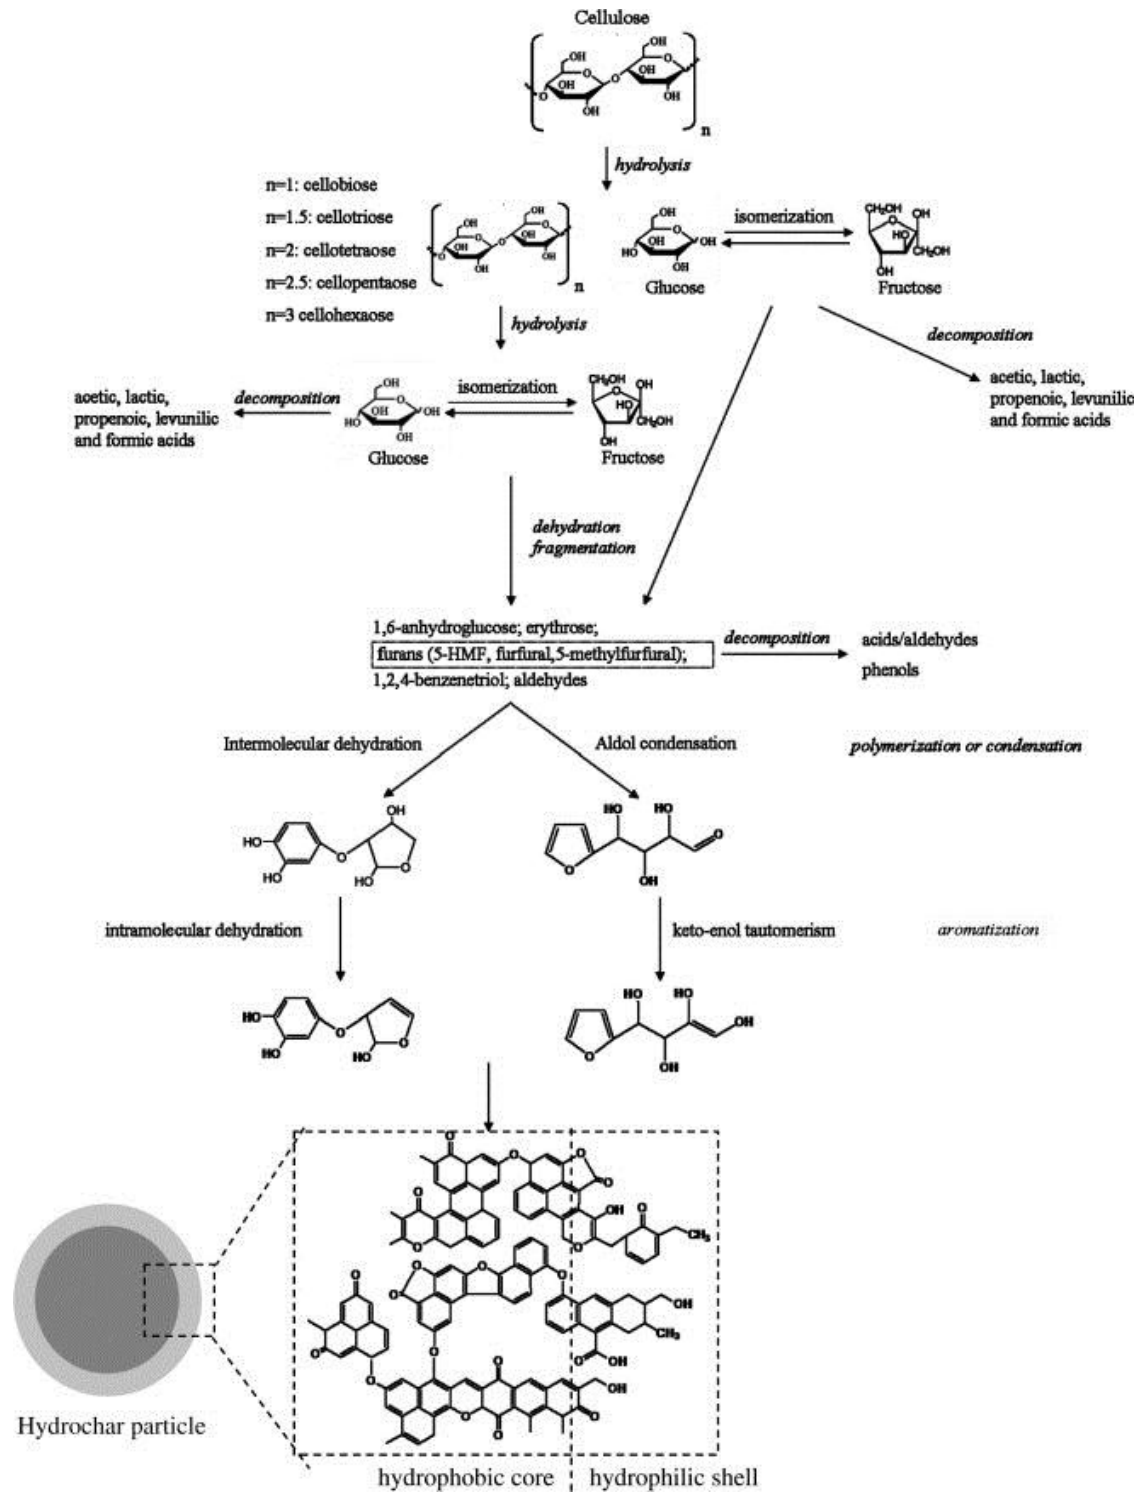 Cellulose
n
hydrolysis
n=1: cellobiose
n=1.5: cellotriose
n=2: cellotetraose
n=2.5: cellopentaose
n=3 cellohexaose
n
Glucose
isomerization
Fructose
hydrolysis
decomposition
acetic, lactic,
propenoic, levunilic
and formic acids
acetic, lactic,
propenoic, levunilic
and formic acids
decomposition
Glucose
isomerization
Fructose
dehydration
fragmentation
1,6-anhydroglucose; erythrose;
furans (5-HMF, furfural,5-methylfurfural);
1,2,4-benzenetriol; aldehydes
decomposition
acids/aldehydes
phenols
Intermolecular dehydration
Aldol condensation
polymerization or condensation
intramolecular dehydration
keto-enol tautomerism
aromatization
Hydrochar particle
hydrophobic core
hydrophilic shell